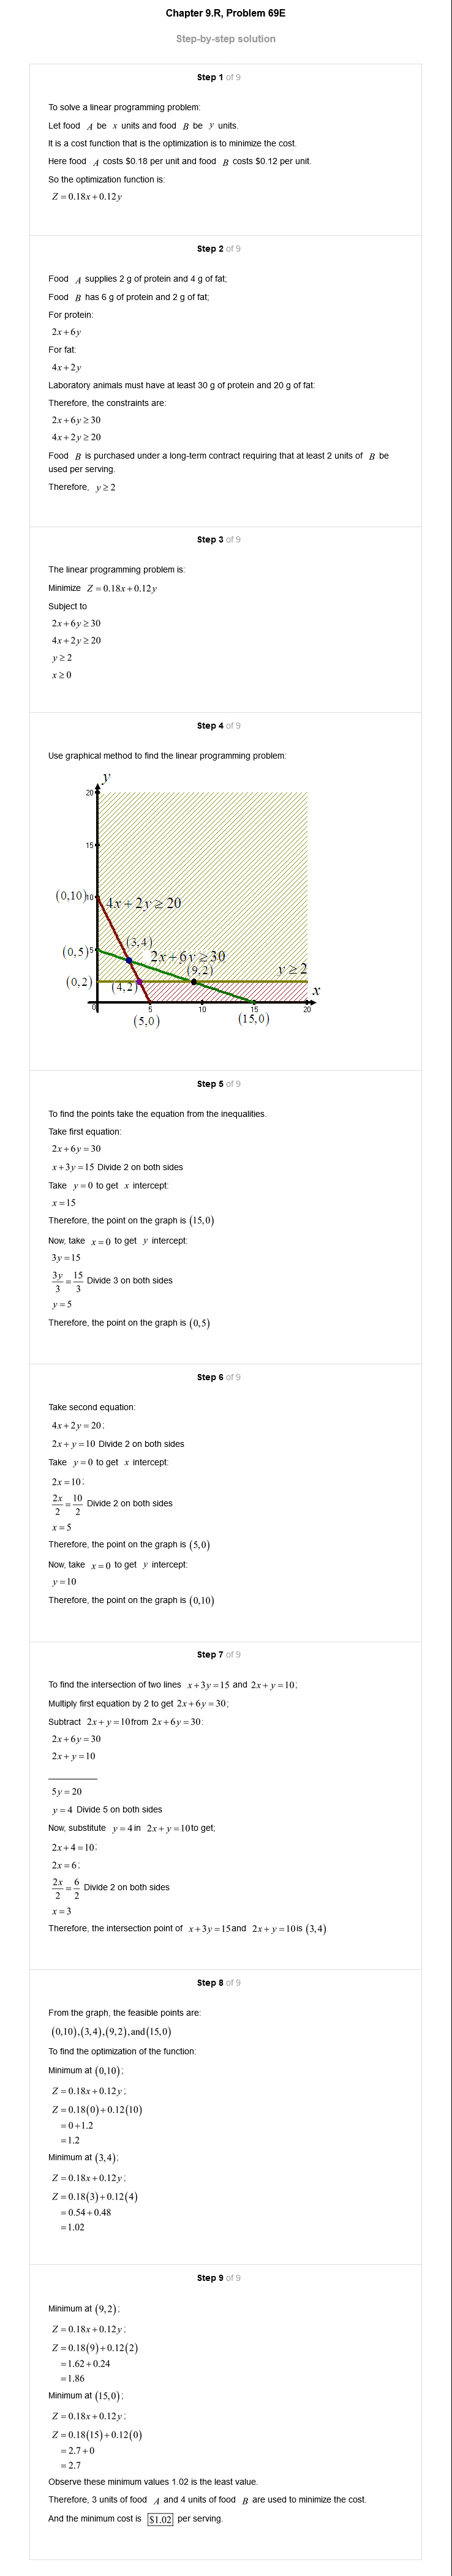 Chapter 9.R, Problem 69E
Step-by-step solution
Step 1 of 9
To solve a linear programming problem:
Let food A be x units and food B be y units.
It is a cost function that is the optimization is to minimize the cost.
Here food A costs $0.18 per unit and food B costs $0.12 per unit.
So the optimization function is:
Z = 0.18x + 0.12y
Step 2 of 9
Food A supplies 2 g of protein and 4 g of fat;
Food B has 6 g of protein and 2 g of fat;
For protein:
2x + 6y
For fat:
4x + 2y
Laboratory animals must have at least 30 g of protein and 20 g of fat:
Therefore, the constraints are:
2x + 6y ≥ 30
4x + 2y ≥ 20
Food B is purchased under a long-term contract requiring that at least 2 units of B be
used per serving.
Therefore, y ≥ 2
Step 3 of 9
The linear programming problem is:
Minimize Z = 0.18x + 0.12y
Subject to
2x + 6y ≥ 30
4x + 2y ≥ 20
y ≥ 2
x ≥ 0
Step 4 of 9
Use graphical method to find the linear programming problem:
y
20
15
(0,10) 10 4x + 2y ≥ 20
(3,4)
(0,5) 5 2x + 6y ≥ 30
(9,2) y ≥ 2
(0,2) (4,2)
x
0 5 10 15 20
(5,0) (15,0)
Step 5 of 9
To find the points take the equation from the inequalities.
Take first equation:
2x + 6y = 30
x + 3y = 15 Divide 2 on both sides
Take y = 0 to get x intercept:
x = 15
Therefore, the point on the graph is (15,0)
Now, take x = 0 to get y intercept:
3y = 15
3y/3 = 15/3 Divide 3 on both sides
y = 5
Therefore, the point on the graph is (0,5)
Step 6 of 9
Take second equation:
4x + 2y = 20;
2x + y = 10 Divide 2 on both sides
Take y = 0 to get x intercept:
2x = 10;
2x/2 = 10/2 Divide 2 on both sides
x = 5
Therefore, the point on the graph is (5,0)
Now, take x = 0 to get y intercept:
y = 10
Therefore, the point on the graph is (0,10)
Step 7 of 9
To find the intersection of two lines x + 3y = 15 and 2x + y = 10;
Multiply first equation by 2 to get 2x + 6y = 30;
Subtract 2x + y = 10 from 2x + 6y = 30:
2x + 6y = 30
2x + y = 10
5y = 20
y = 4 Divide 5 on both sides
Now, substitute y = 4 in 2x + y = 10 to get;
2x + 4 = 10;
2x = 6;
2x/2 = 6/2 Divide 2 on both sides
x = 3
Therefore, the intersection point of x + 3y = 15 and 2x + y = 10 is (3,4)
Step 8 of 9
From the graph, the feasible points are:
(0,10),(3,4),(9,2),and(15,0)
To find the optimization of the function:
Minimum at (0,10);
Z = 0.18x + 0.12y;
Z = 0.18(0) + 0.12(10)
= 0 + 1.2
= 1.2
Minimum at (3,4);
Z = 0.18x + 0.12y;
Z = 0.18(3) + 0.12(4)
= 0.54 + 0.48
= 1.02
Step 9 of 9
Minimum at (9,2);
Z = 0.18x + 0.12y;
Z = 0.18(9) + 0.12(2)
= 1.62 + 0.24
= 1.86
Minimum at (15,0);
Z = 0.18x + 0.12y;
Z = 0.18(15) + 0.12(0)
= 2.7 + 0
= 2.7
Observe these minimum values 1.02 is the least value.
Therefore, 3 units of food A and 4 units of food B are used to minimize the cost.
And the minimum cost is $1.02 per serving.